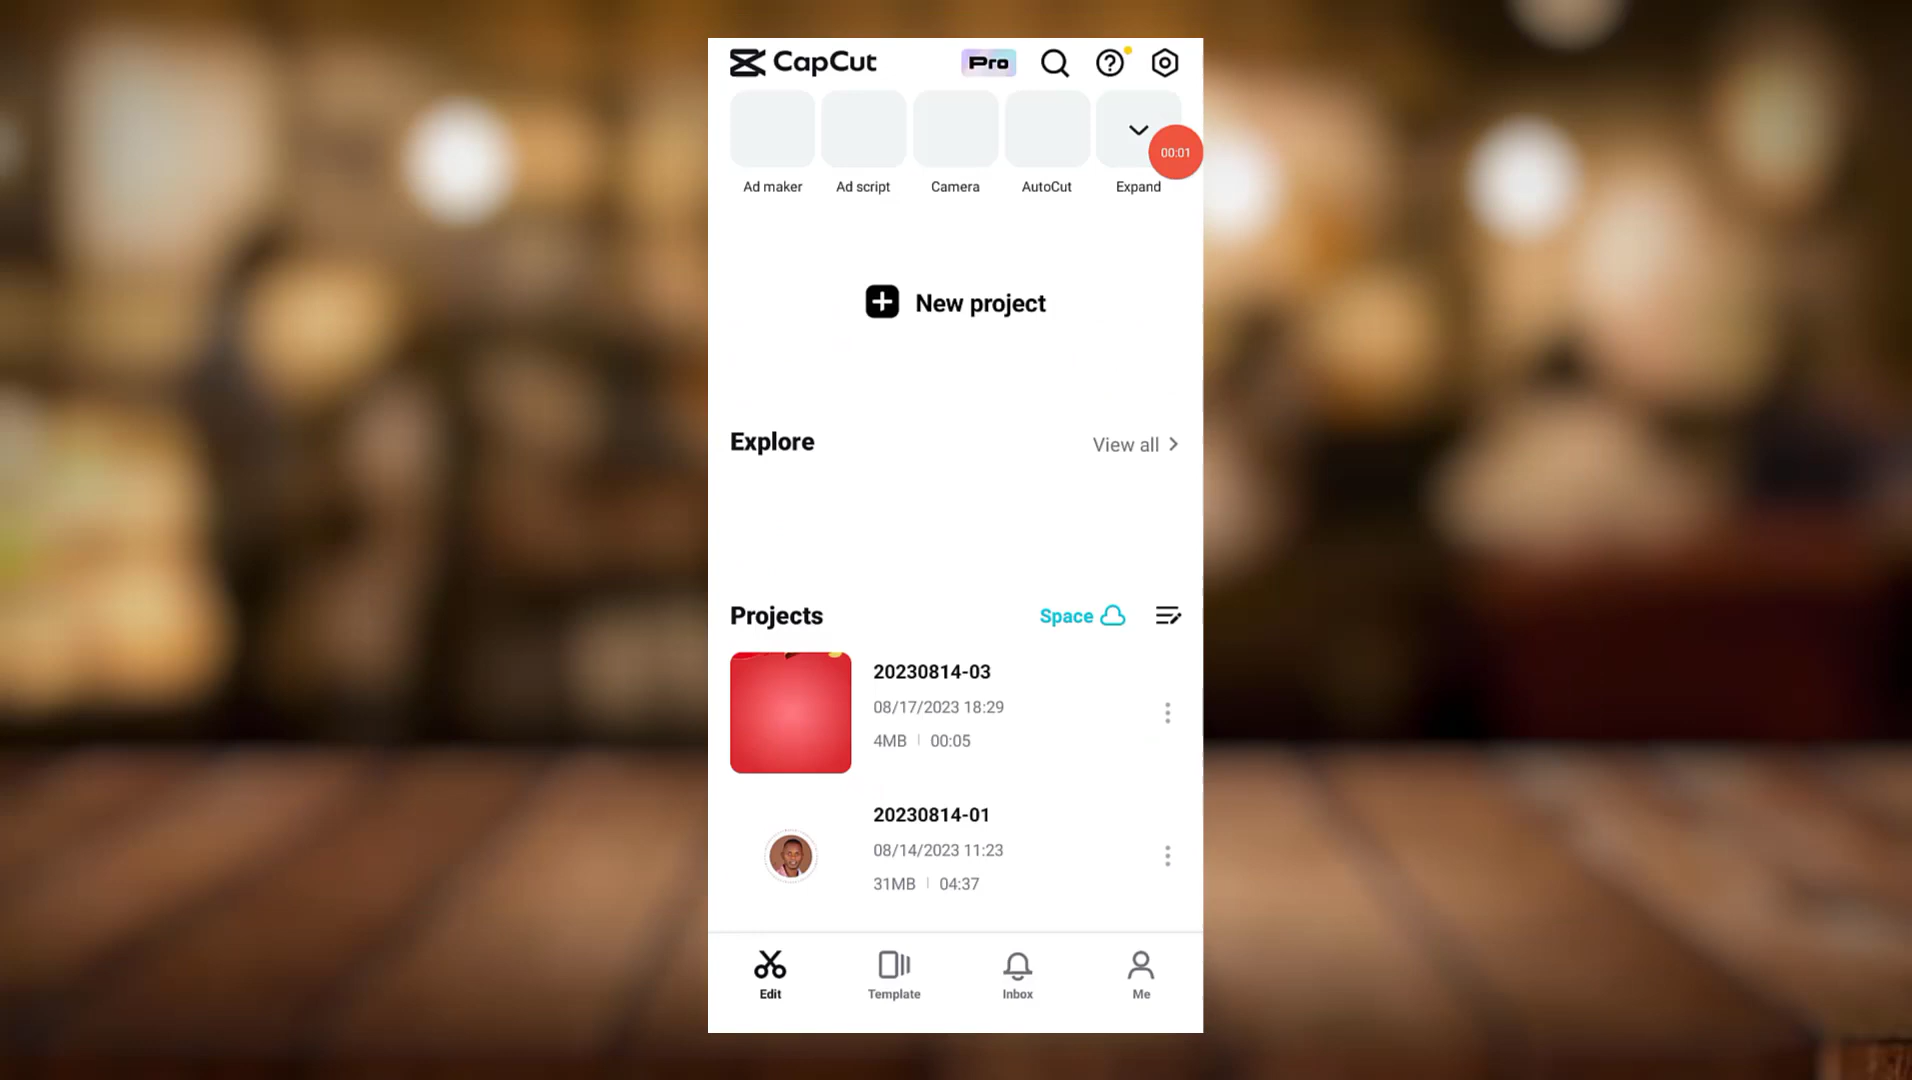 CapCut
Pro
00:01
Ad maker
Ad script
Camera
AutoCut
Expand
New project
Explore
View all
Projects
Space
20230814-03
08/17/2023 18:29
4MB
00:05
20230814-01
08/14/2023 11:23
31MB
04:37
Edit
Template
Inbox
Me